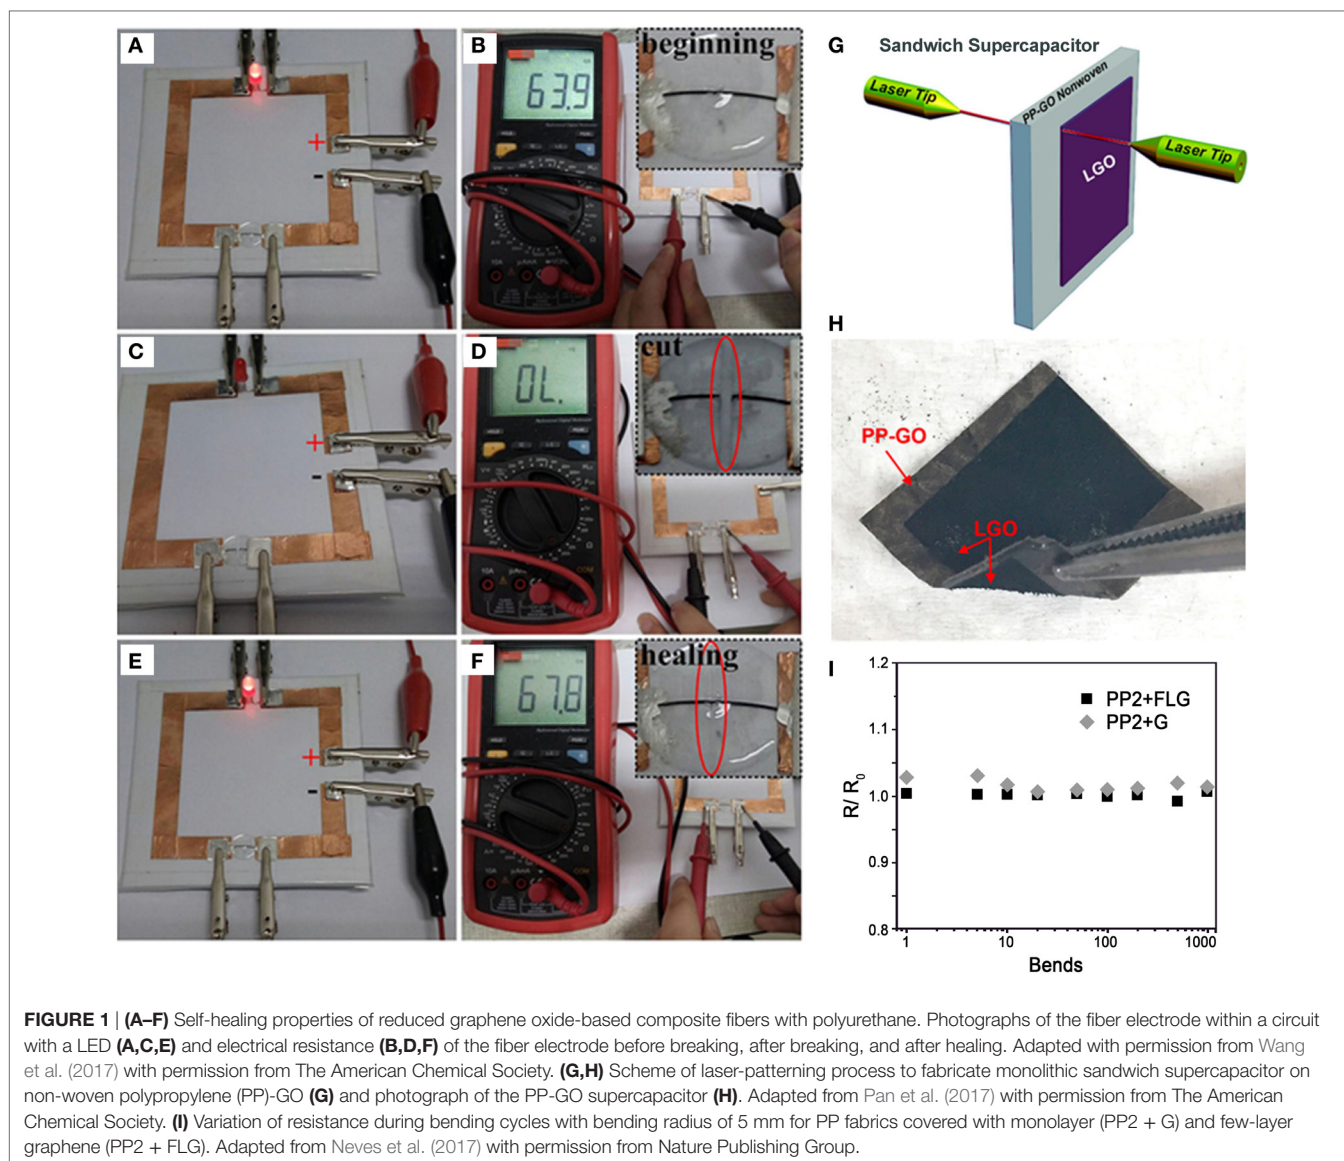 A
+
-
B
63.9
10A
beginning
C
+
-
D
OL.
10A
cut
E
+
-
F
67.8
10A
healing
G
Sandwich Supercapacitor
Laser Tip
PP-GO Nonwoven
LGO
Laser Tip
H
PP-GO
LGO
I
1.2
1.1
1.0
0.9
0.8
R/ R0
PP2+FLG
PP2+G
1
10
100
1000
Bends
FIGURE 1 | (A–F) Self-healing properties of reduced graphene oxide-based composite fibers with polyurethane. Photographs of the fiber electrode within a circuit
with a LED (A,C,E) and electrical resistance (B,D,F) of the fiber electrode before breaking, after breaking, and after healing. Adapted with permission from Wang
et al. (2017) with permission from The American Chemical Society. (G,H) Scheme of laser-patterning process to fabricate monolithic sandwich supercapacitor on
non-woven polypropylene (PP)-GO (G) and photograph of the PP-GO supercapacitor (H). Adapted from Pan et al. (2017) with permission from The American
Chemical Society. (I) Variation of resistance during bending cycles with bending radius of 5 mm for PP fabrics covered with monolayer (PP2 + G) and few-layer
graphene (PP2 + FLG). Adapted from Neves et al. (2017) with permission from Nature Publishing Group.